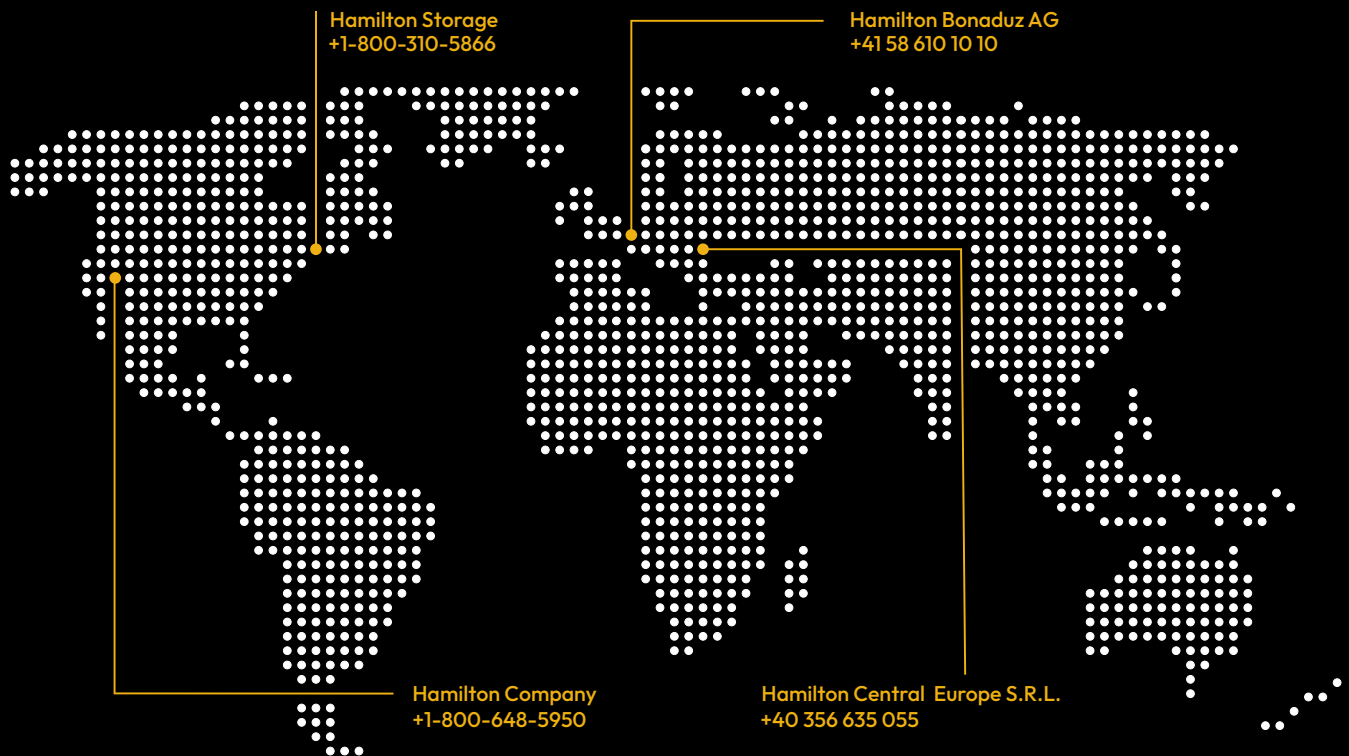 Hamilton Storage
+1-800-310-5866
Hamilton Bonaduz AG
+41 58 610 10 10
Hamilton Company
+1-800-648-5950
Hamilton Central Europe S.R.L.
+40 356 635 055